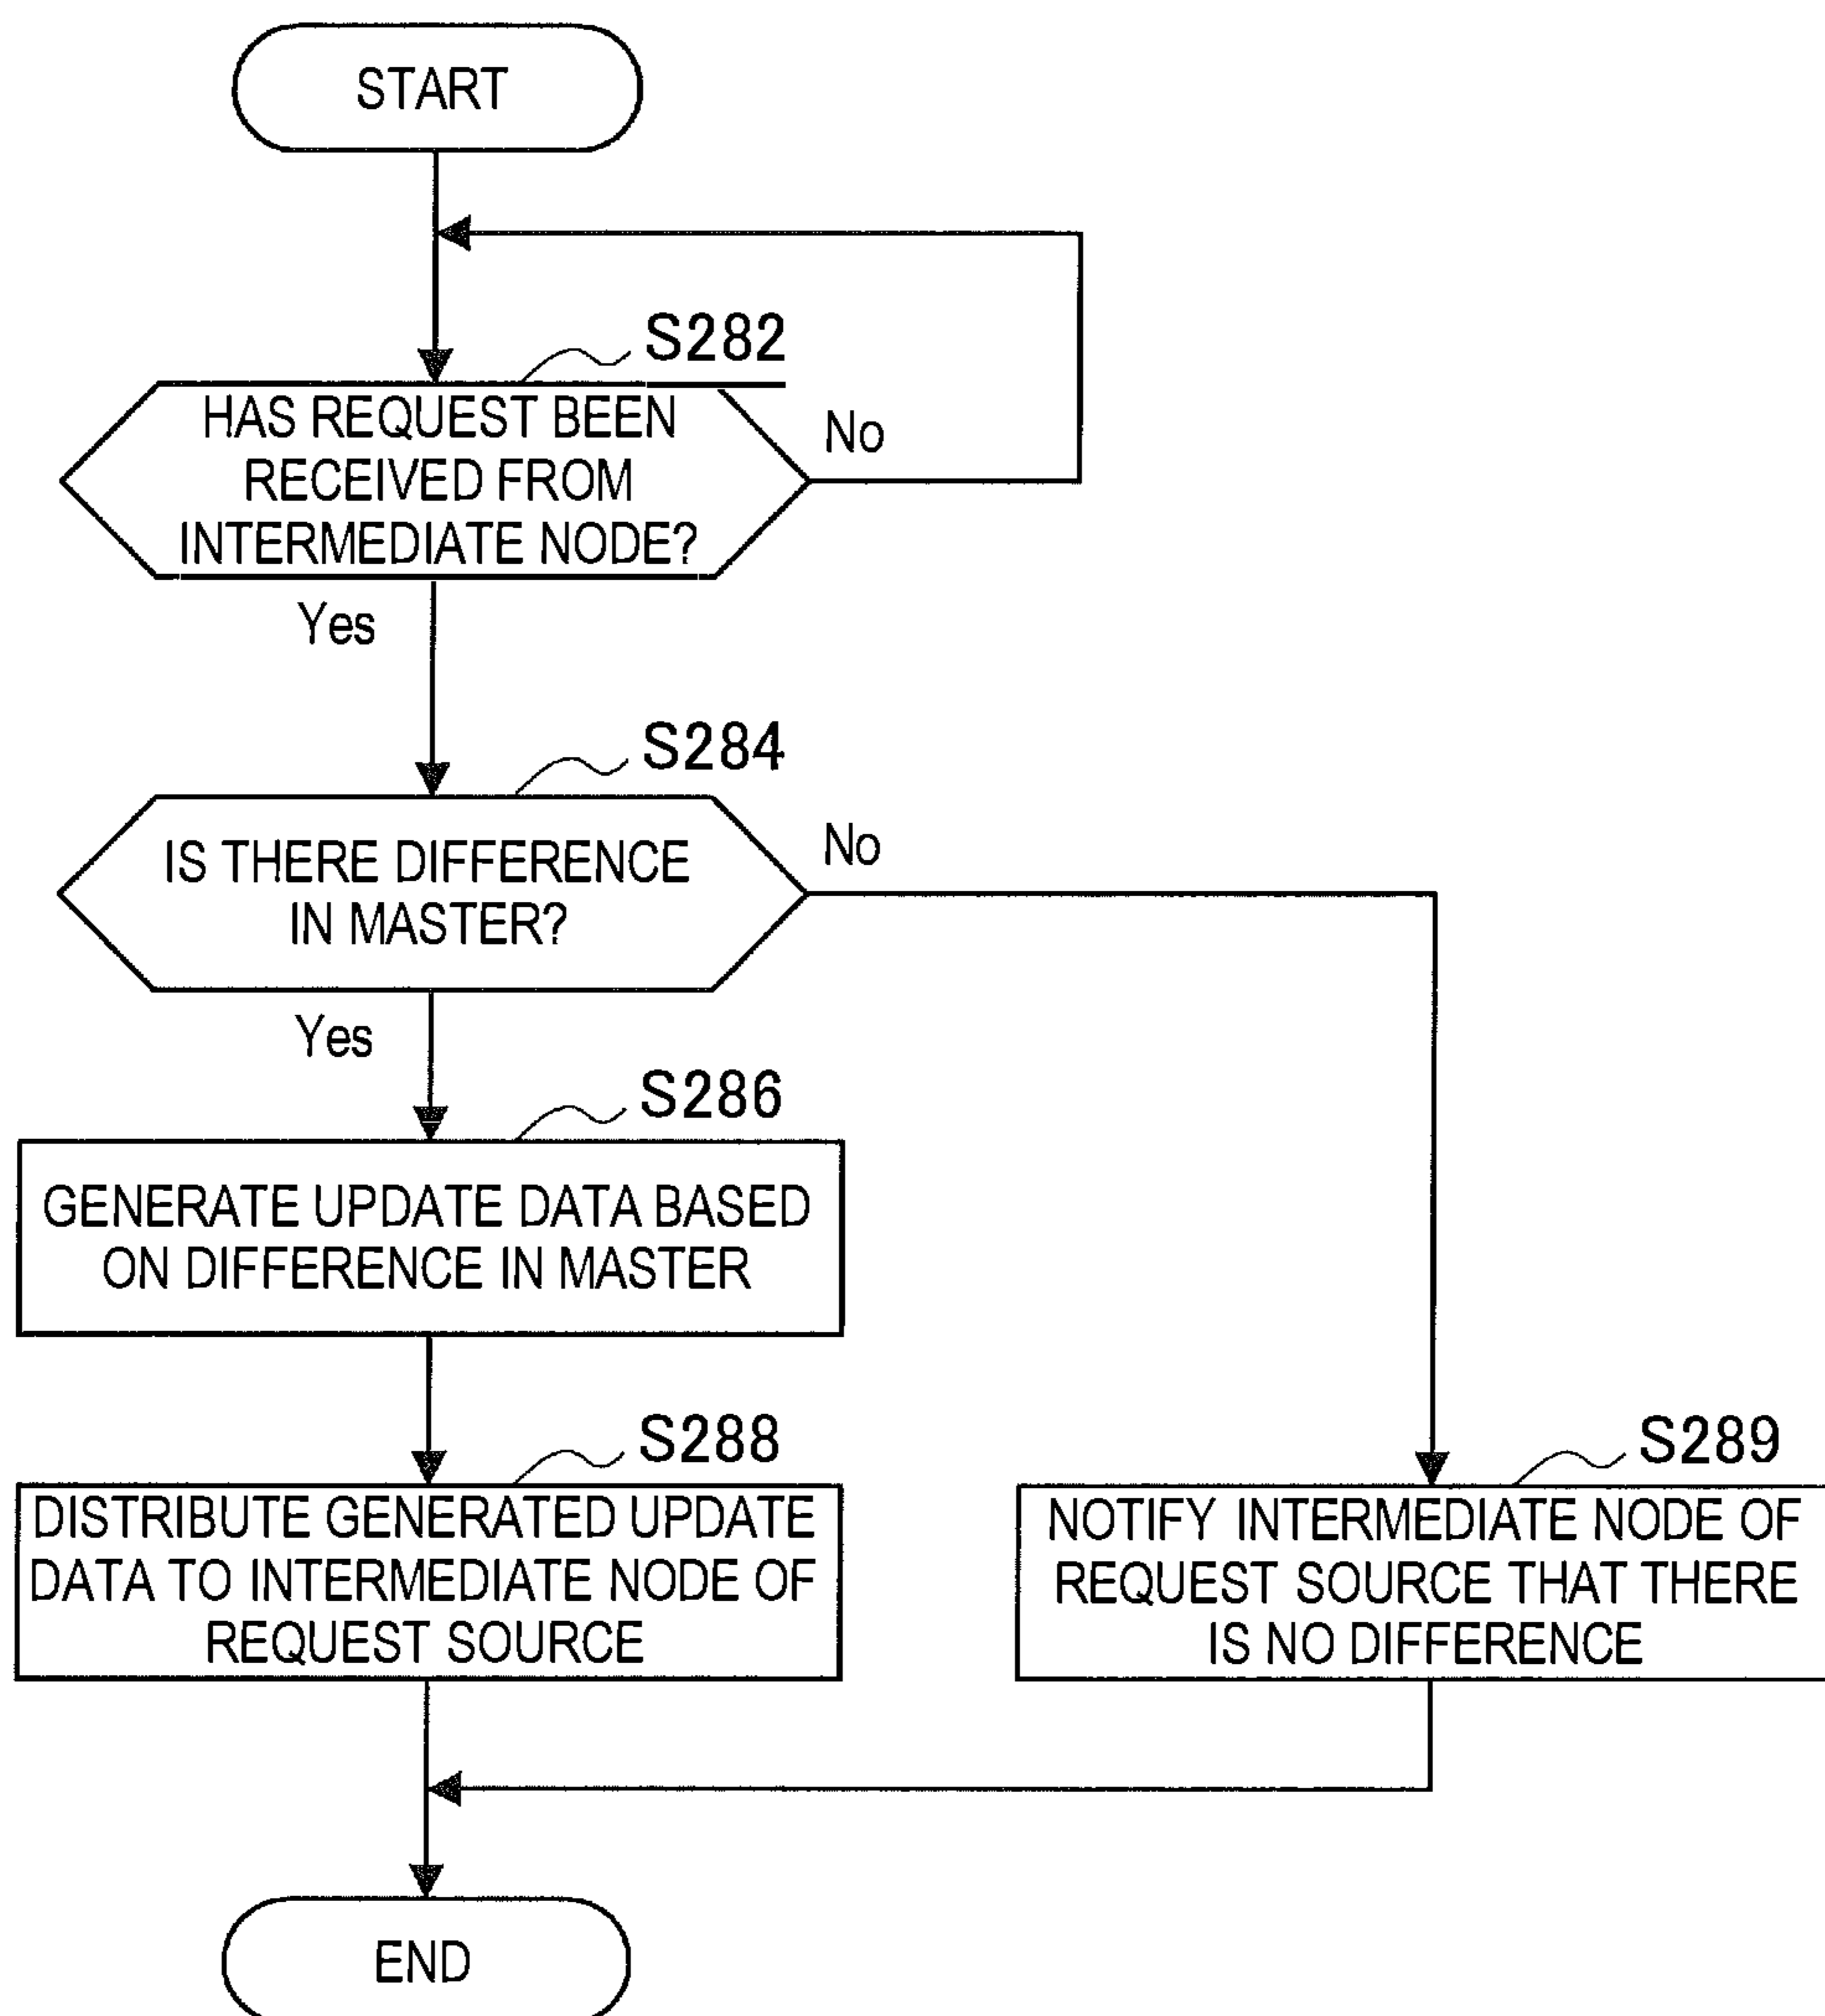 START
S282
HAS REQUEST BEEN
RECEIVED FROM
INTERMEDIATE NODE?
No
Yes
S284
IS THERE DIFFERENCE
IN MASTER?
No
Yes
S286
GENERATE UPDATE DATA BASED
ON DIFFERENCE IN MASTER
S288
DISTRIBUTE GENERATED UPDATE
DATA TO INTERMEDIATE NODE OF
REQUEST SOURCE
S289
NOTIFY INTERMEDIATE NODE OF
REQUEST SOURCE THAT THERE
IS NO DIFFERENCE
END